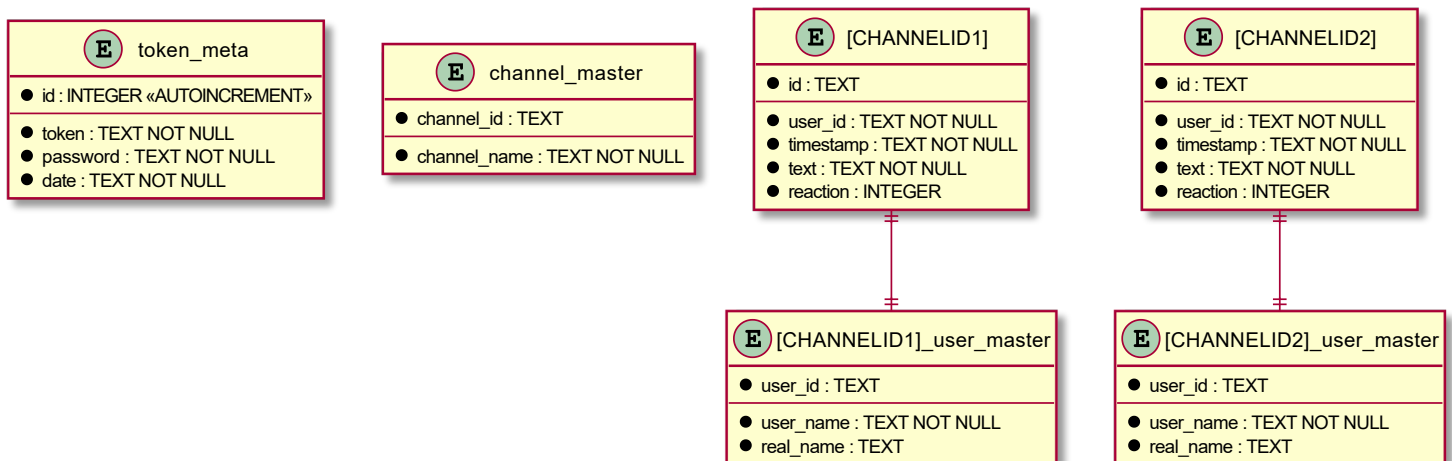 E token_meta
id : INTEGER «AUTOINCREMENT»
token : TEXT NOT NULL
password : TEXT NOT NULL
date : TEXT NOT NULL
E channel_master
channel_id : TEXT
channel_name : TEXT NOT NULL
E [CHANNELID1]
id : TEXT
user_id : TEXT NOT NULL
timestamp : TEXT NOT NULL
text : TEXT NOT NULL
reaction : INTEGER
E [CHANNELID2]
id : TEXT
user_id : TEXT NOT NULL
timestamp : TEXT NOT NULL
text : TEXT NOT NULL
reaction : INTEGER
E [CHANNELID1]_user_master
user_id : TEXT
user_name : TEXT NOT NULL
real_name : TEXT
E [CHANNELID2]_user_master
user_id : TEXT
user_name : TEXT NOT NULL
real_name : TEXT